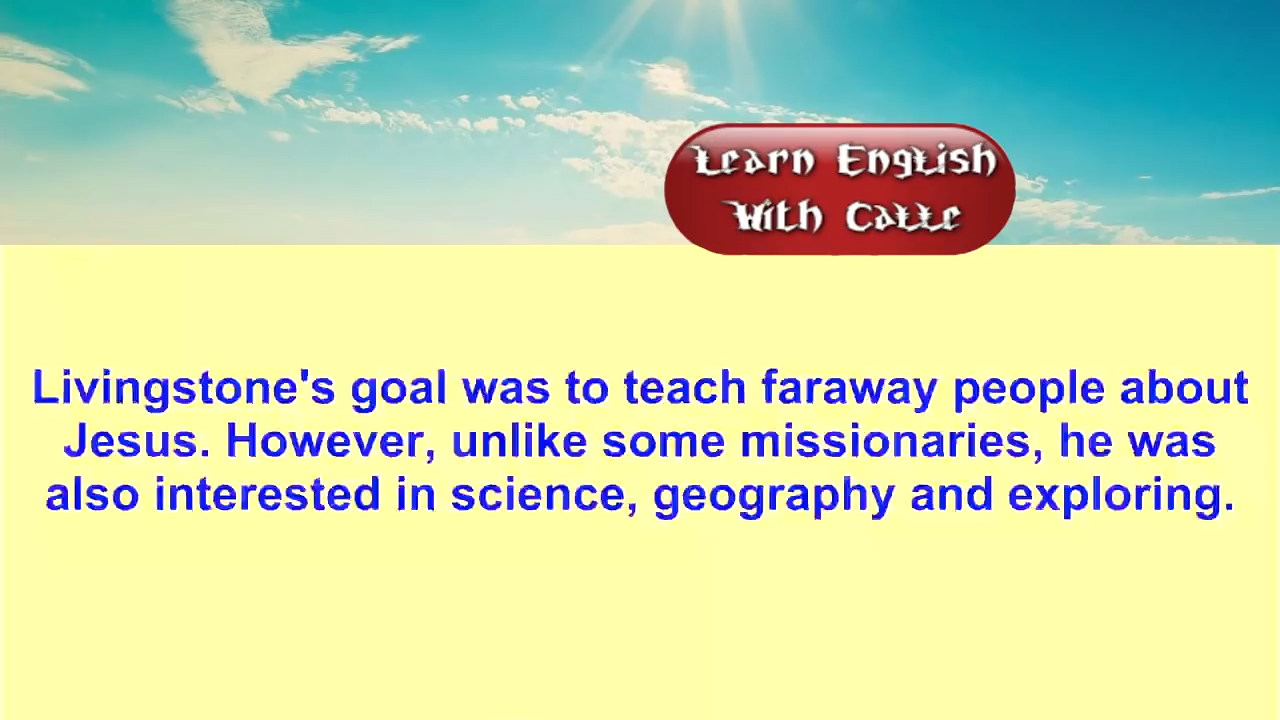 Learn English
With Calle
Livingstone's goal was to teach faraway people about
Jesus. However, unlike some missionaries, he was
also interested in science, geography and exploring.